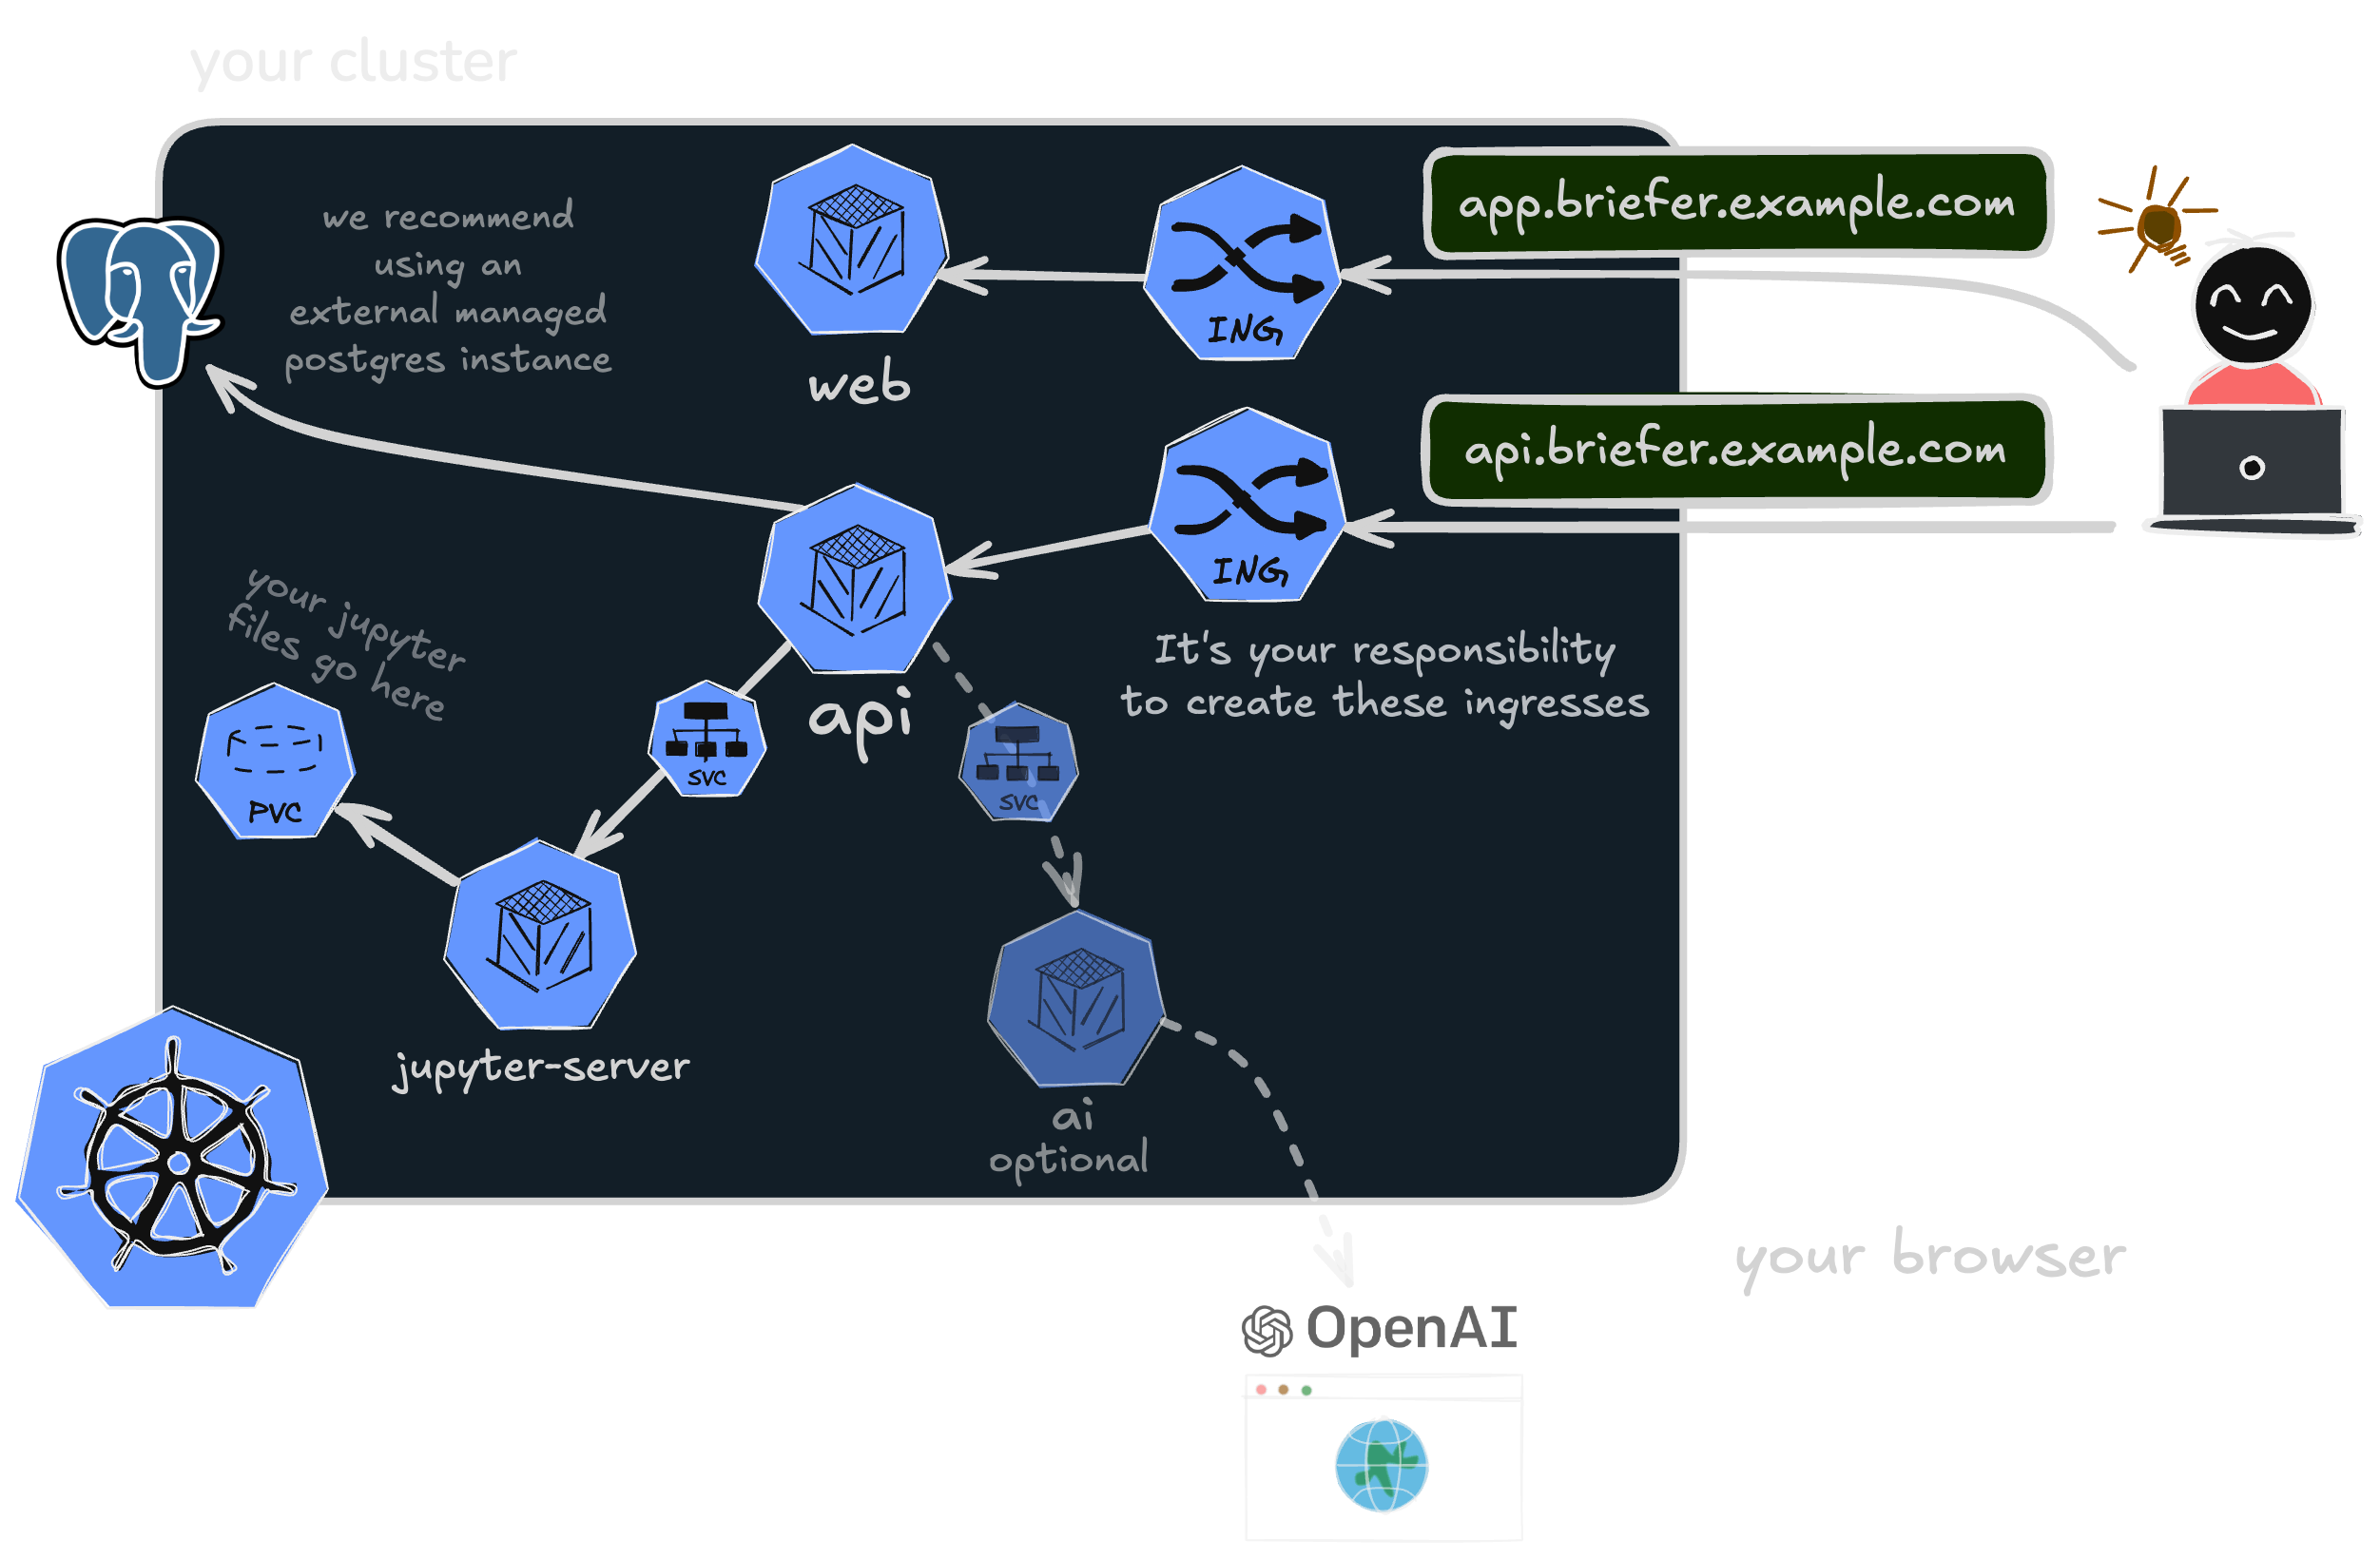 your cluster
we recommend
using an
external managed
postgres instance
web
ING
app.briefer.example.com
api.briefer.example.com
ING
It's your responsibility
to create these ingresses
your jupyter
files go here
PVC
svc
api
svc
jupyter-server
ai
optional
your browser
OpenAI